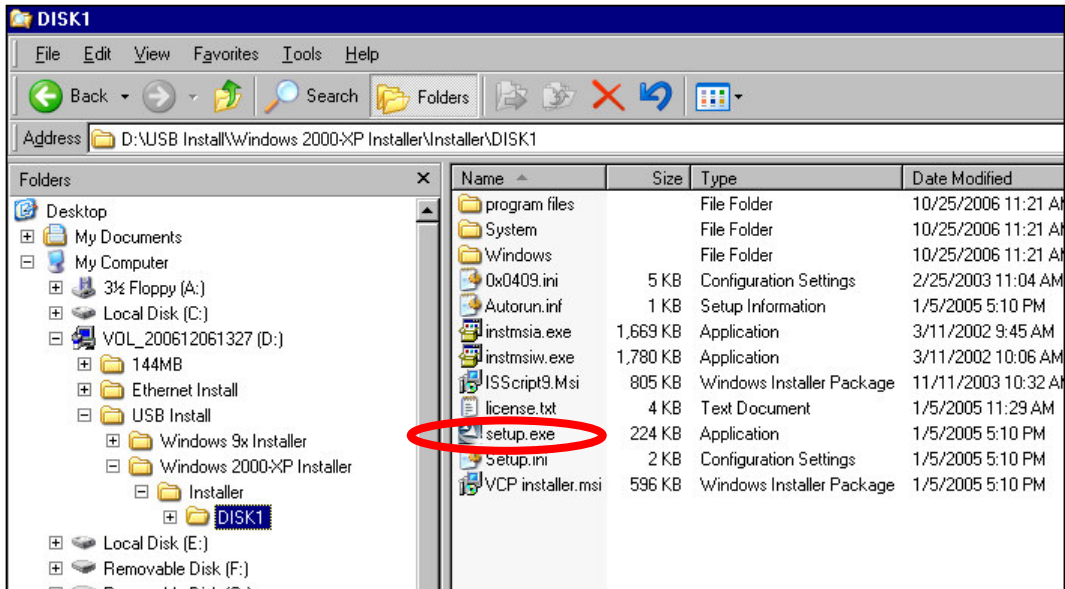 DISK1
File Edit View Favorites Tools Help
Back Search Folders
Address D:\USB Install\Windows 2000-XP Installer\Installer\DISK1
Folders
Desktop
My Documents
My Computer
3½ Floppy (A:)
Local Disk (C:)
VOL_200612061327 (D:)
144MB
Ethernet Install
USB Install
Windows 9x Installer
Windows 2000-XP Installer
Installer
DISK1
Local Disk (E:)
Removable Disk (F:)
Name Size Type Date Modified
program files File Folder 10/25/2006 11:21
System File Folder 10/25/2006 11:21
Windows File Folder 10/25/2006 11:21
0x0409.ini 5 KB Configuration Settings 2/25/2003 11:04 AM
Autorun.inf 1 KB Setup Information 1/5/2005 5:10 PM
instmsia.exe 1,669 KB Application 3/11/2002 9:45 AM
instmsiw.exe 1,780 KB Application 3/11/2002 10:06 AM
ISScript9.Msi 805 KB Windows Installer Package 11/11/2003 10:32
license.txt 4 KB Text Document 1/5/2005 11:29 AM
setup.exe 224 KB Application 1/5/2005 5:10 PM
Setup.ini 2 KB Configuration Settings 1/5/2005 5:10 PM
VCP installer.msi 596 KB Windows Installer Package 1/5/2005 5:10 PM